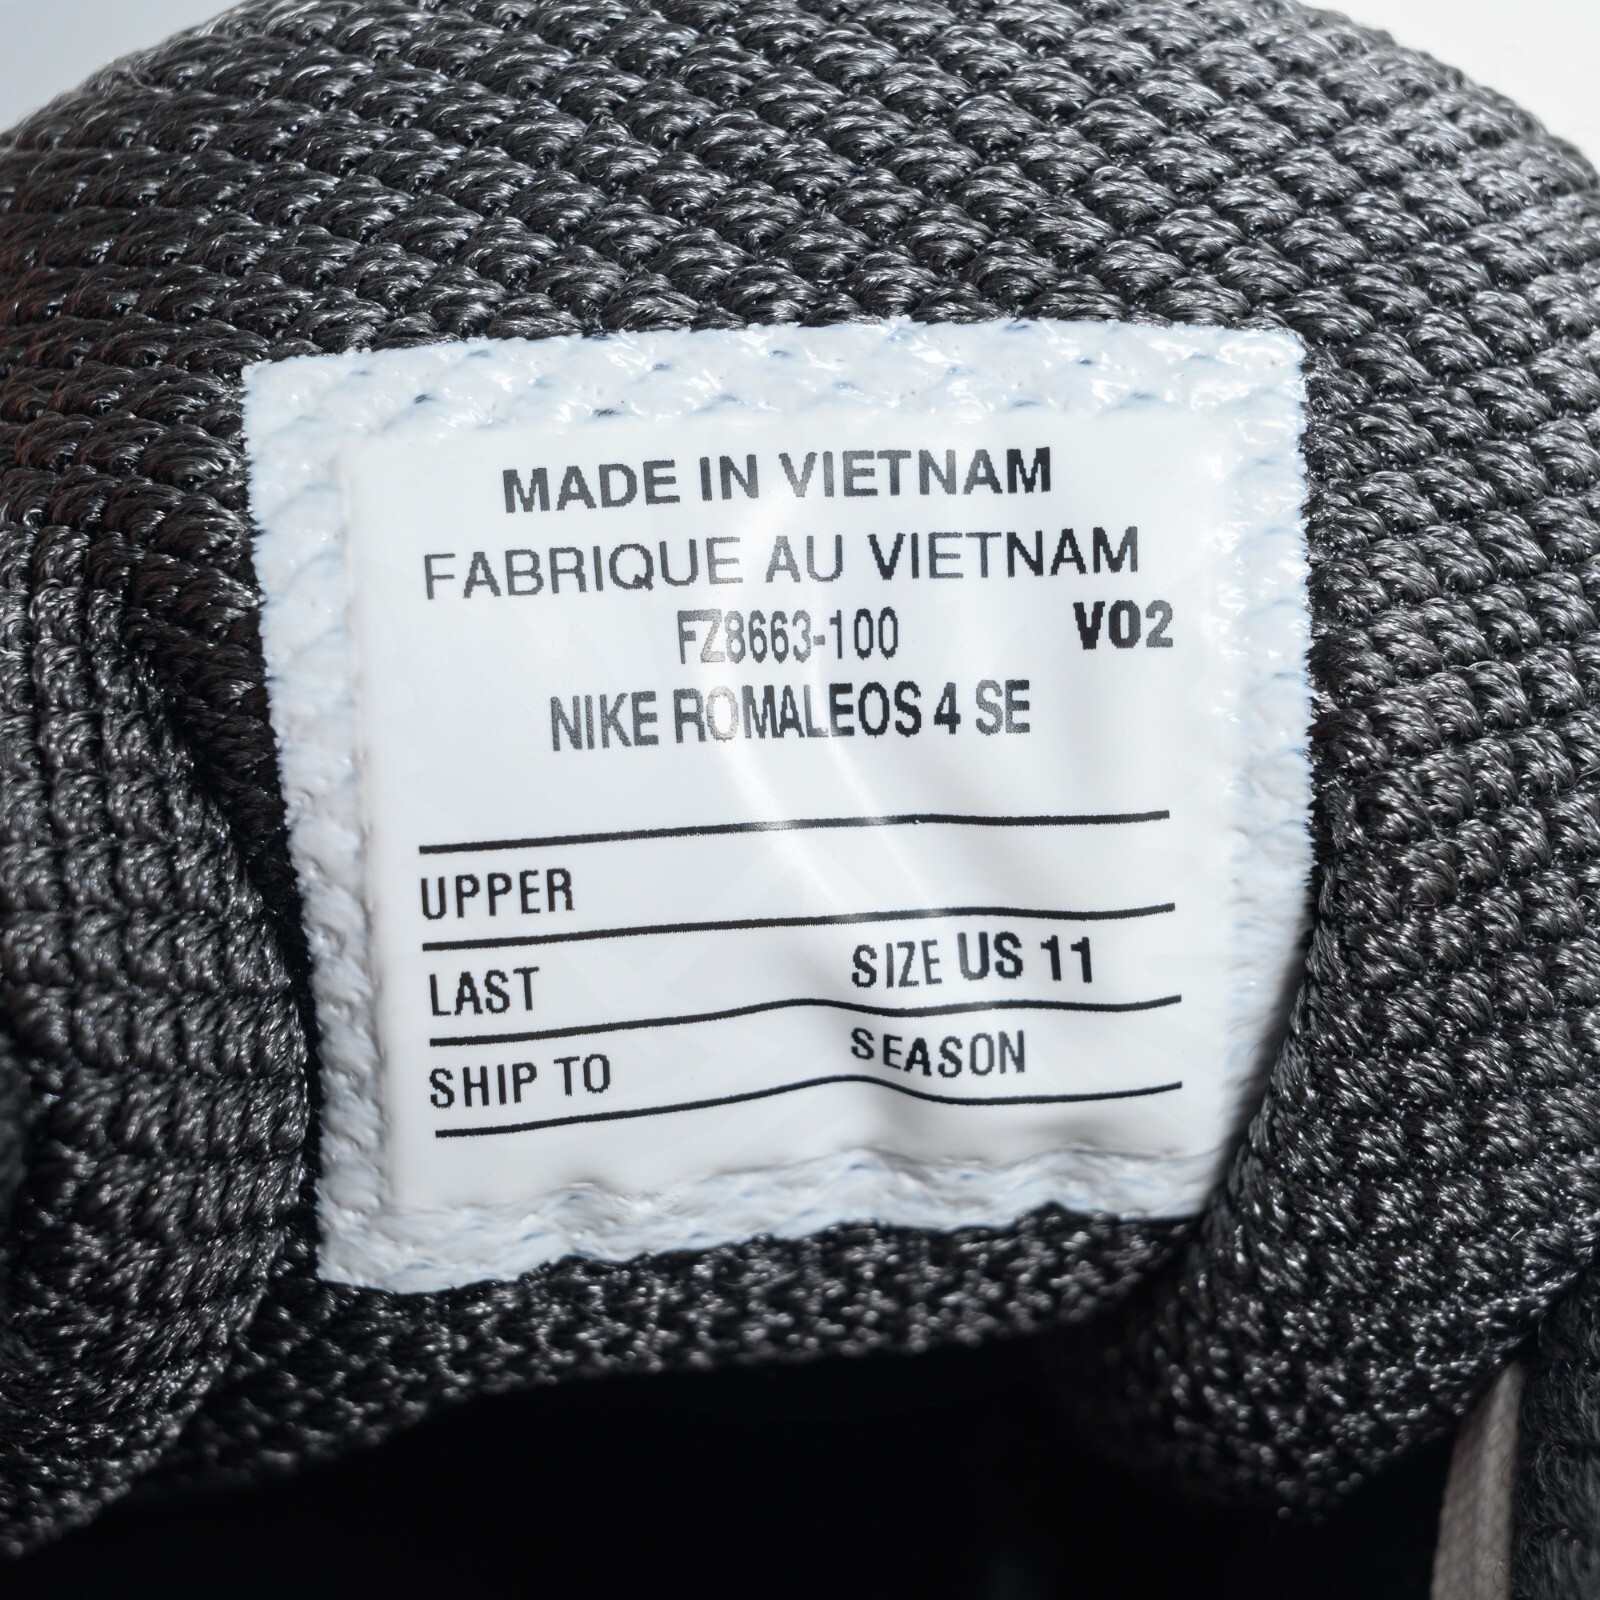 MADE IN VIETNAM
FABRIQUE AU VIETNAM
FZ8663-100 V02
NIKE ROMALEOS 4 SE
UPPER
LAST SIZE US 11
SHIP TO SEASON